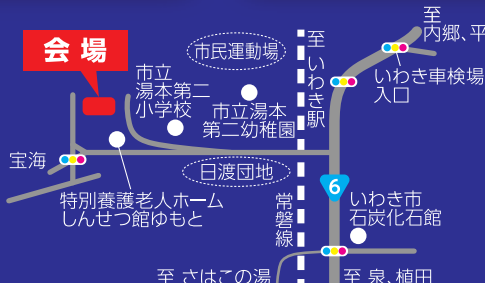 至
内郷、平
会場
市民運動場
至いわき駅
いわき車検場
入口
市立
湯本第二
小学校
市立湯本
第二幼稚園
宝海
日渡団地
6
特別養護老人ホーム
しんせつ館ゆもと
常磐線
いわき市
石炭化石館
至 さはこの湯
至 泉、植田